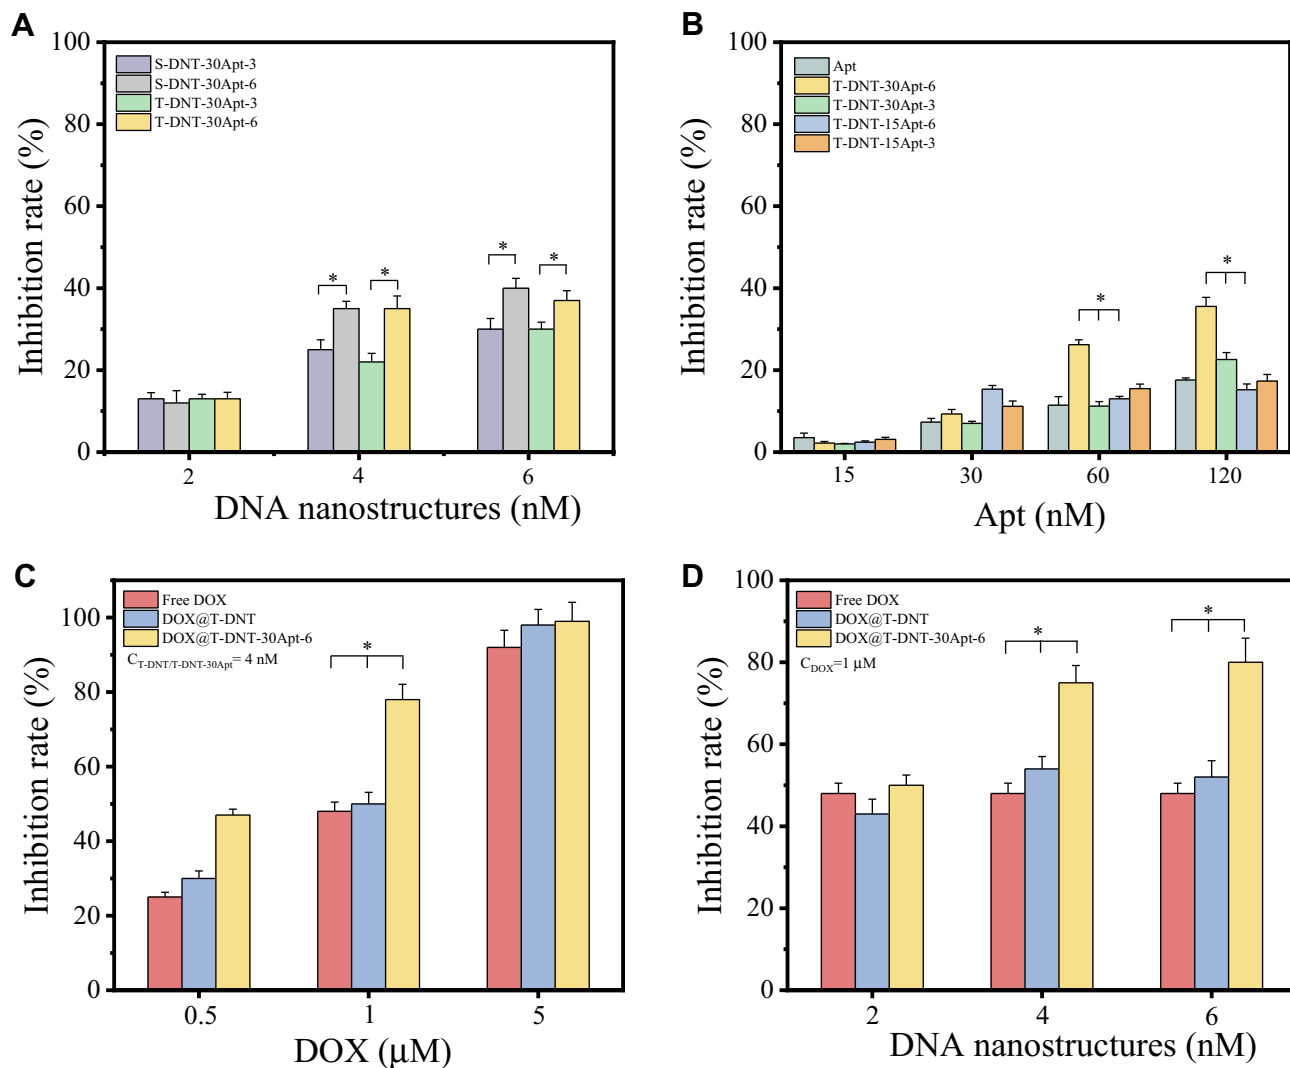 A
Inhibition rate (%)
100
80
60
40
20
0
S-DNT-30Apt-3
S-DNT-30Apt-6
T-DNT-30Apt-3
T-DNT-30Apt-6
*
*
*
*
2
4
6
DNA nanostructures (nM)
B
Inhibition rate (%)
100
80
60
40
20
0
Apt
T-DNT-30Apt-6
T-DNT-30Apt-3
T-DNT-15Apt-6
T-DNT-15Apt-3
*
*
15
30
60
120
Apt (nM)
C
Inhibition rate (%)
100
80
60
40
20
0
Free DOX
DOX@T-DNT
DOX@T-DNT-30Apt-6
C_T-DNT/T-DNT-30Apt= 4 nM
*
0.5
1
5
DOX (μM)
D
Inhibition rate (%)
100
80
60
40
20
0
Free DOX
DOX@T-DNT
DOX@T-DNT-30Apt-6
C_DOX=1 μM
*
*
2
4
6
DNA nanostructures (nM)